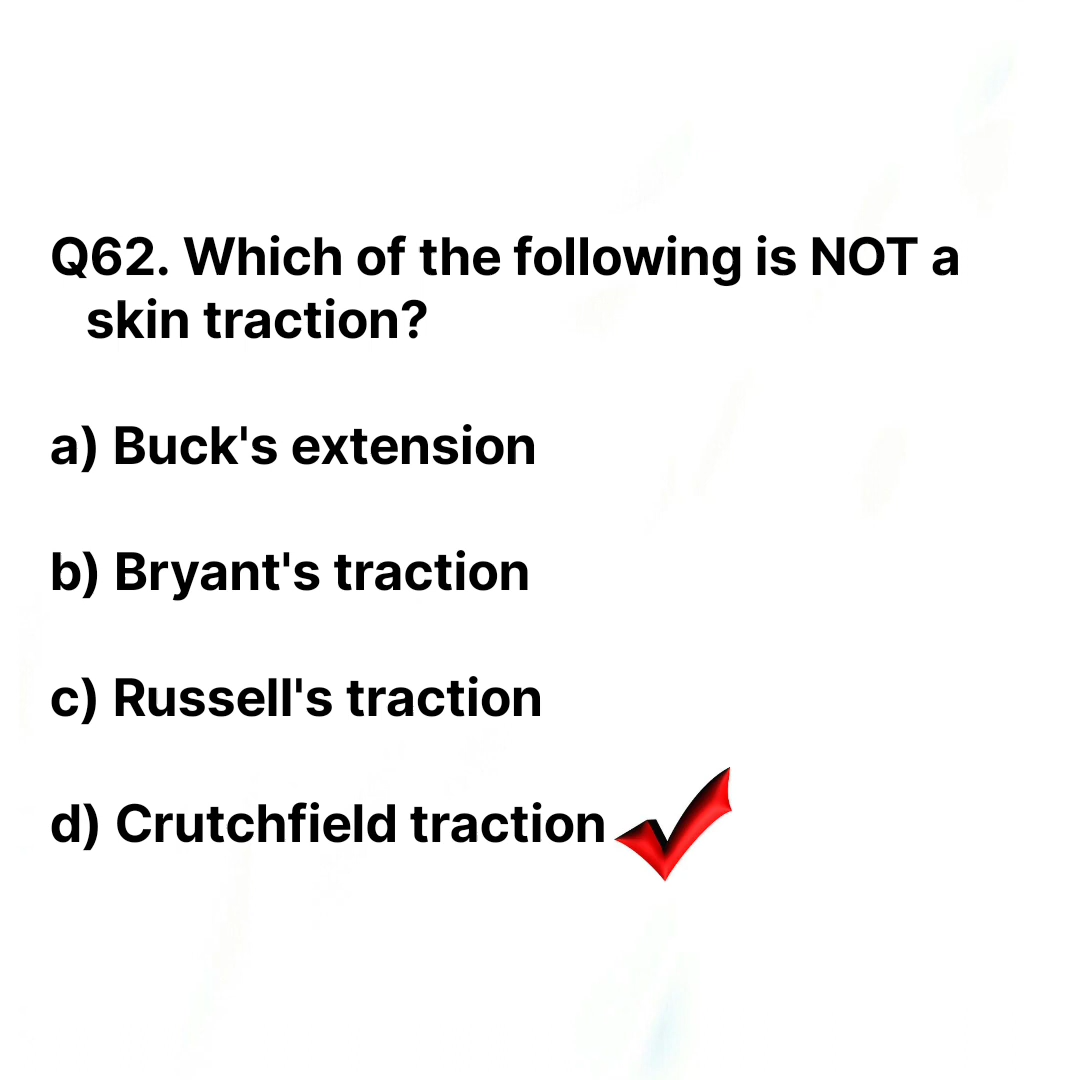 Q62. Which of the following is NOT a
skin traction?
a) Buck's extension
b) Bryant's traction
c) Russell's traction
d) Crutchfield traction